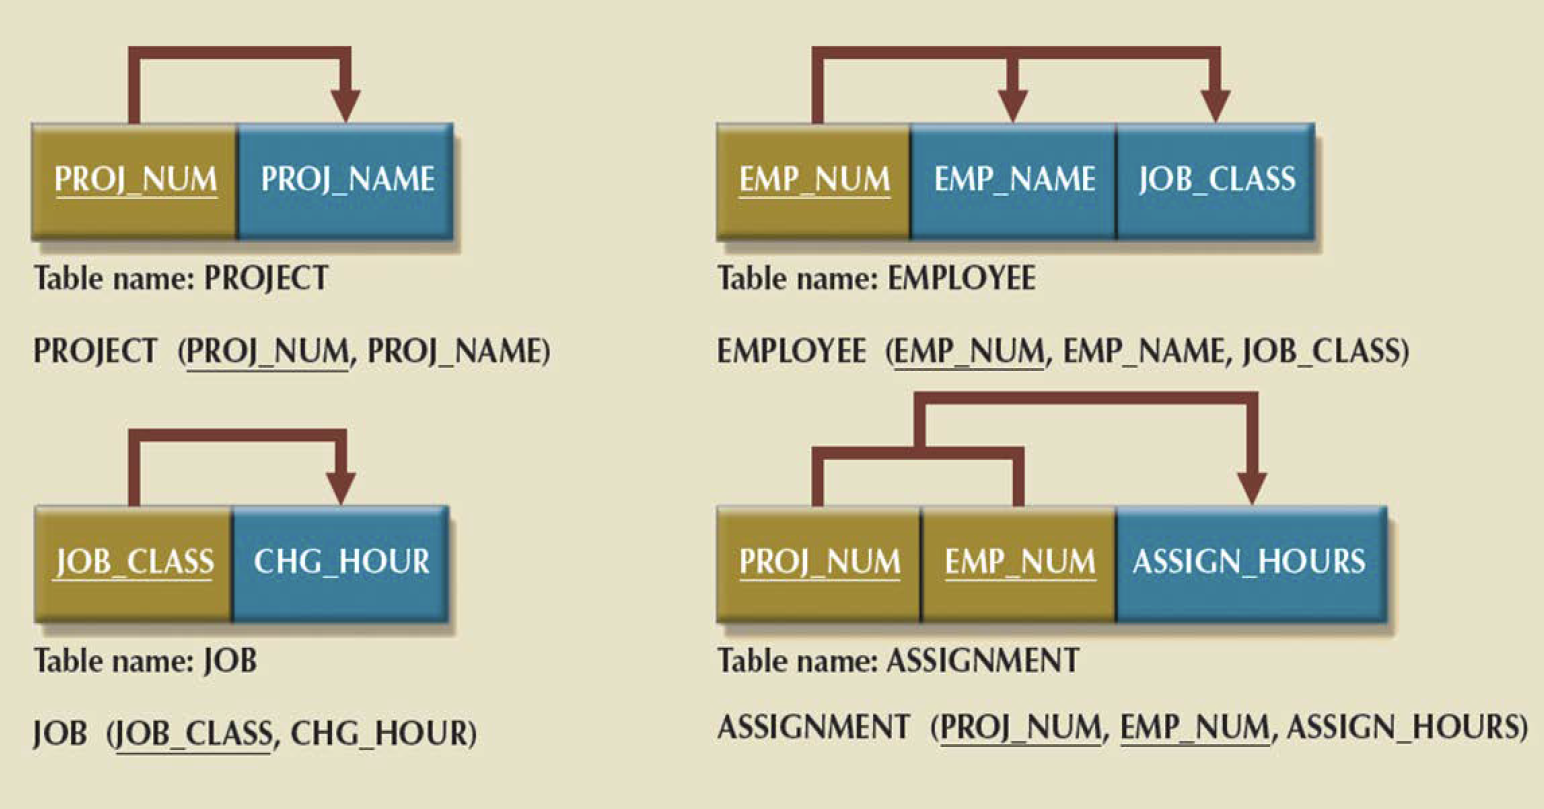 PROJ_NUM PROJ_NAME
Table name: PROJECT
PROJECT (PROJ_NUM, PROJ_NAME)
EMP_NUM EMP_NAME JOB_CLASS
Table name: EMPLOYEE
EMPLOYEE (EMP_NUM, EMP_NAME, JOB_CLASS)
JOB_CLASS CHG_HOUR
Table name: JOB
JOB (JOB_CLASS, CHG_HOUR)
PROJ_NUM EMP_NUM ASSIGN_HOURS
Table name: ASSIGNMENT
ASSIGNMENT (PROJ_NUM, EMP_NUM, ASSIGN_HOURS)